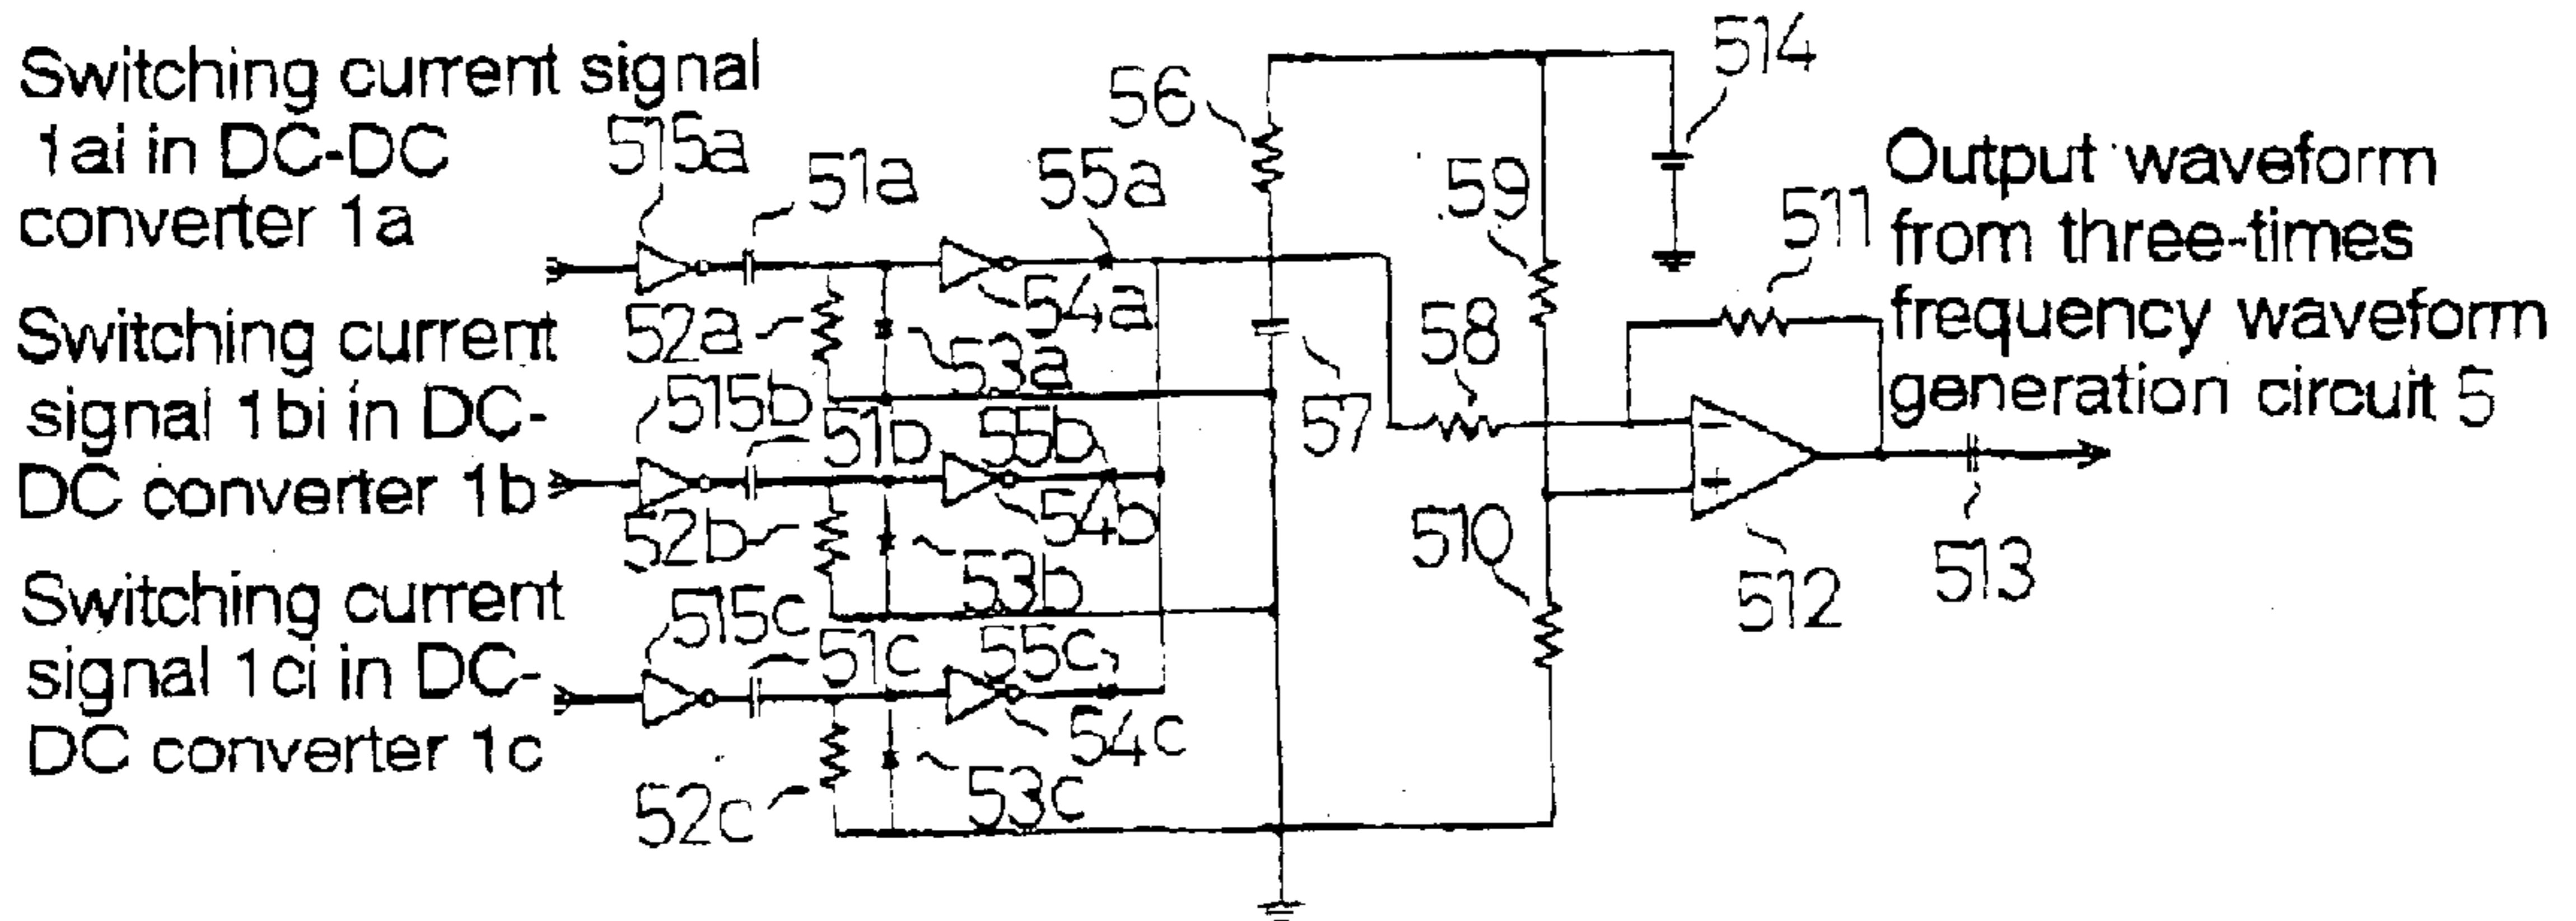 Switching current signal
1ai in DC-DC
converter 1a
Switching current
signal 1bi in DC-
DC converter 1b
Switching current
signal 1ci in DC-
DC converter 1c
515a
51a
52a
53a
54a
55a
515b
51b
52b
53b
54b
55b
515c
51c
52c
53c
54c
55c
56
57
58
59
510
511
512
513
514
−
+
Output waveform
from three-times
frequency waveform
generation circuit 5